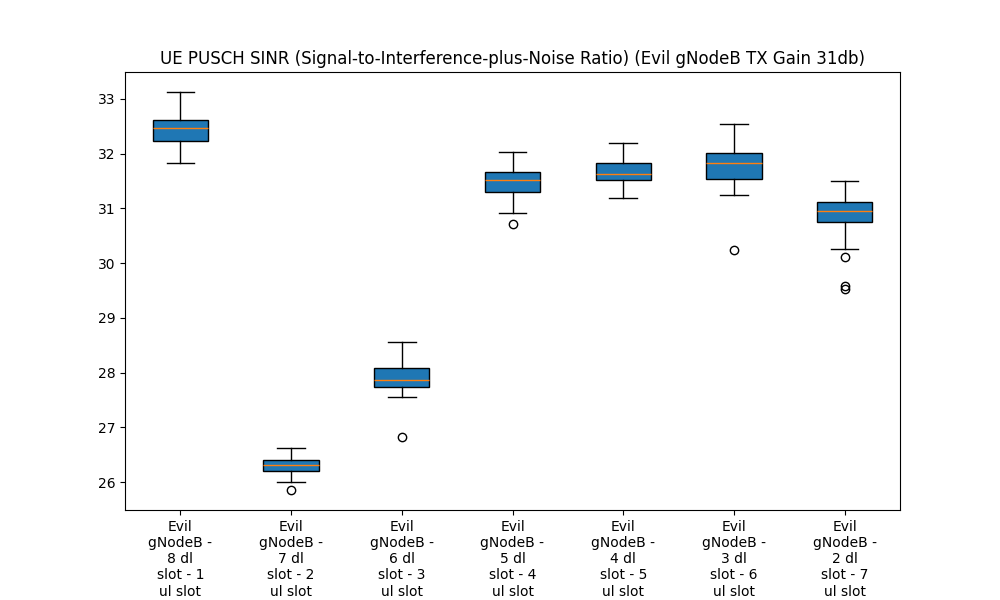 UE PUSCH SINR (Signal-to-Interference-plus-Noise Ratio) (Evil gNodeB TX Gain 31db)
33
32
31
30
29
28
27
26
Evil
gNodeB -
8 dl
slot - 1
ul slot
Evil
gNodeB -
7 dl
slot - 2
ul slot
Evil
gNodeB -
6 dl
slot - 3
ul slot
Evil
gNodeB -
5 dl
slot - 4
ul slot
Evil
gNodeB -
4 dl
slot - 5
ul slot
Evil
gNodeB -
3 dl
slot - 6
ul slot
Evil
gNodeB -
2 dl
slot - 7
ul slot